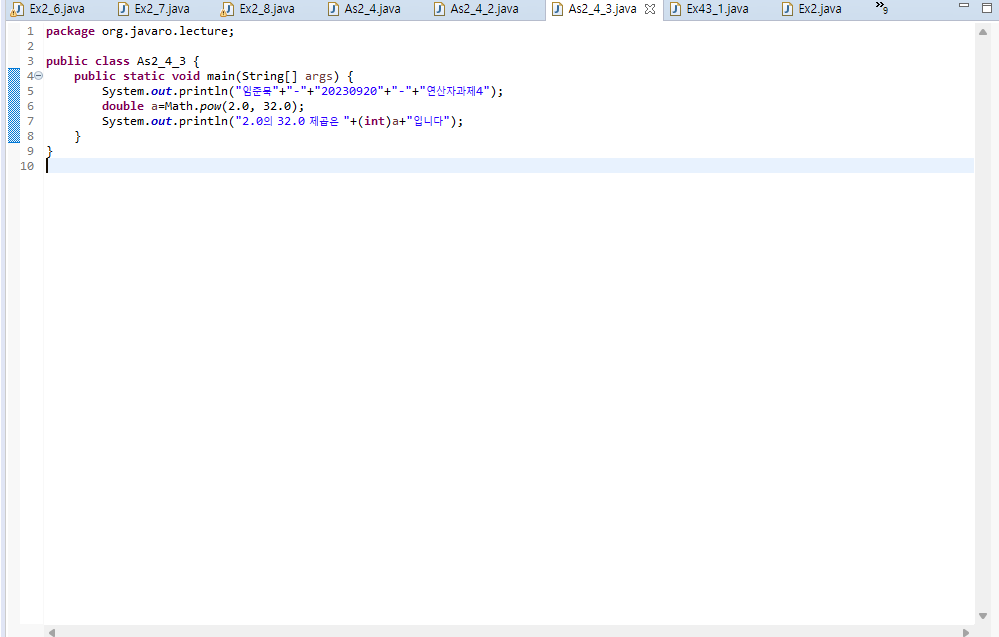 Ex2_6.java Ex2_7.java Ex2_8.java As2_4.java As2_4_2.java As2_4_3.java Ex43_1.java Ex2.java »9
1 package org.javaro.lecture;
2
3 public class As2_4_3 {
4 public static void main(String[] args) {
5 System.out.println("임준묵"+"-"+"20230920"+"-"+"연산자과제4");
6 double a=Math.pow(2.0, 32.0);
7 System.out.println("2.0의 32.0 제곱은 "+(int)a+"입니다");
8 }
9 }
10